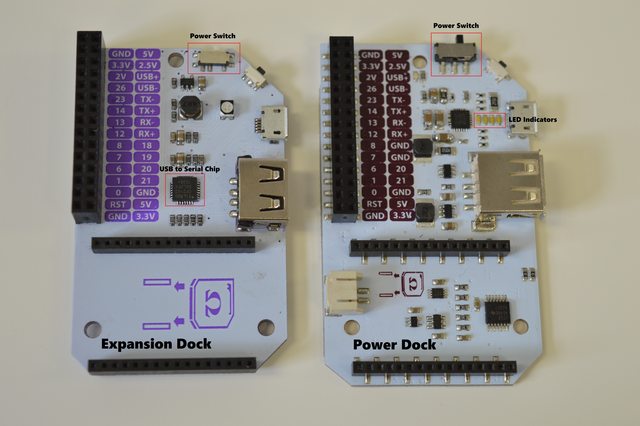 Power Switch
GND 5V
3.3V 2.5V
2V USB+
26 USB-
23 TX-
14 TX+
13 RX-
12 RX+
8 18
7 19
6 20
1 21
0 GND
RST 5V
GND 3.3V
USB to Serial Chip
Ω
Expansion Dock
Power Switch
GND 5V
3.3V 2.5V
2V USB+
26 USB-
23 TX-
14 TX+
13 RX-
12 RX+
8 GND
7 GND
6 20
1 21
0 GND
RST 5V
GND 3.3V
LED Indicators
Ω
Power Dock